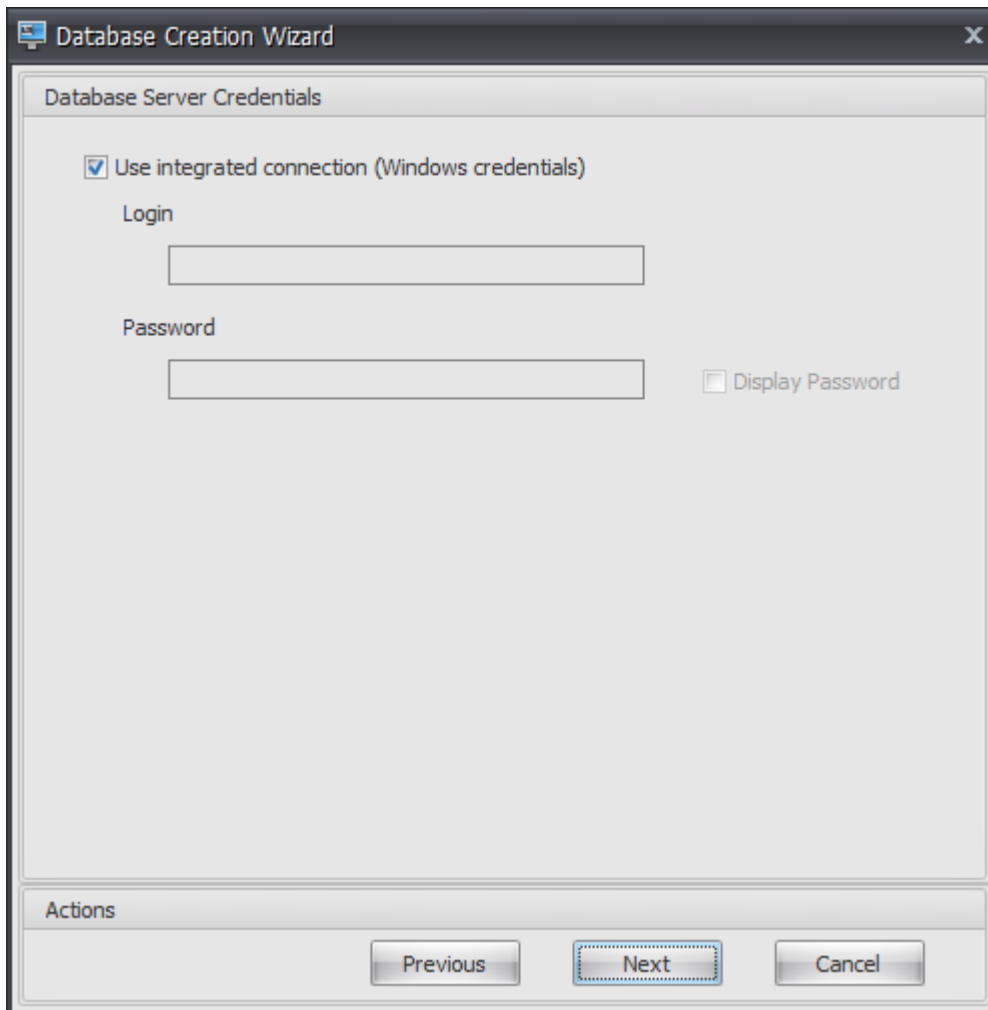 Database Creation Wizard
x
Database Server Credentials
Use integrated connection (Windows credentials)
Login
Password
Display Password
Actions
Previous Next Cancel